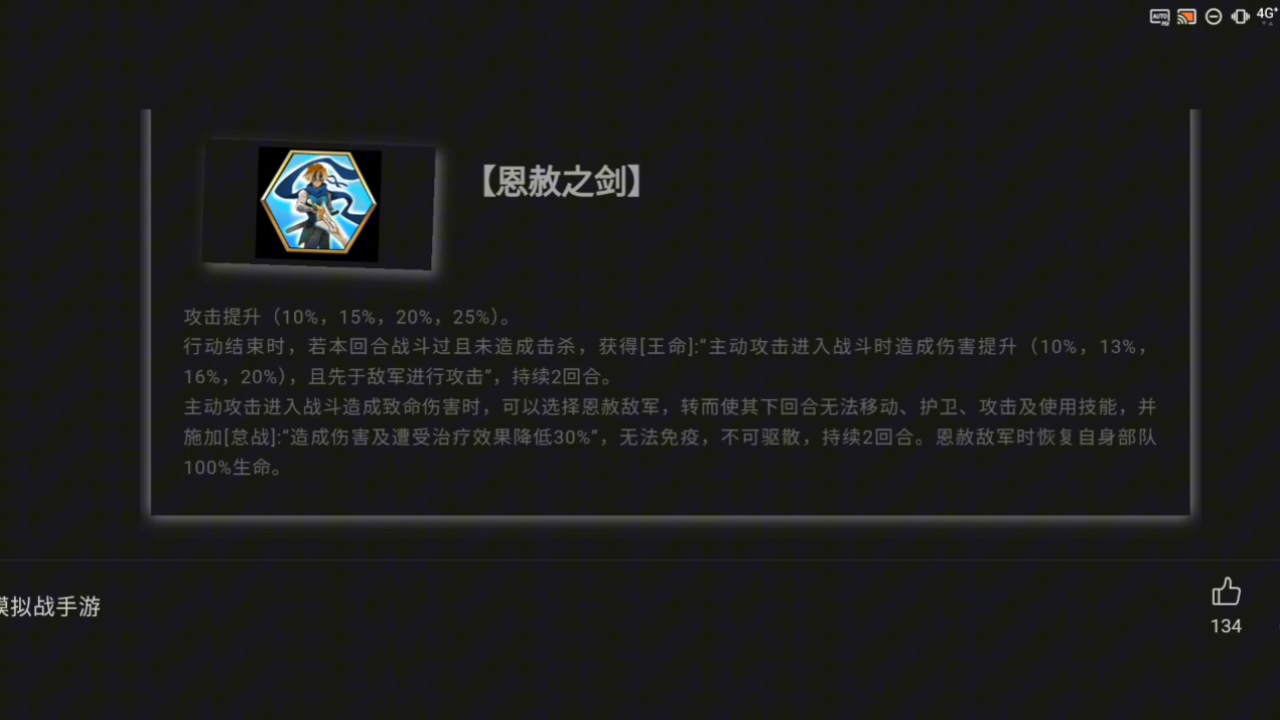 4G+
【恩赦之剑】
攻击提升（10%，15%，20%，25%）。
行动结束时，若本回合战斗过且未造成击杀，获得[王命]:“主动攻击进入战斗时造成伤害提升（10%，13%，
16%，20%），且先于敌军进行攻击”，持续2回合。
主动攻击进入战斗造成致命伤害时，可以选择恩赦敌军，转而使其下回合无法移动、护卫、攻击及使用技能，并
施加[怠战]:“造成伤害及遭受治疗效果降低30%”，无法免疫，不可驱散，持续2回合。恩赦敌军时恢复自身部队
100%生命。
模拟战手游
134